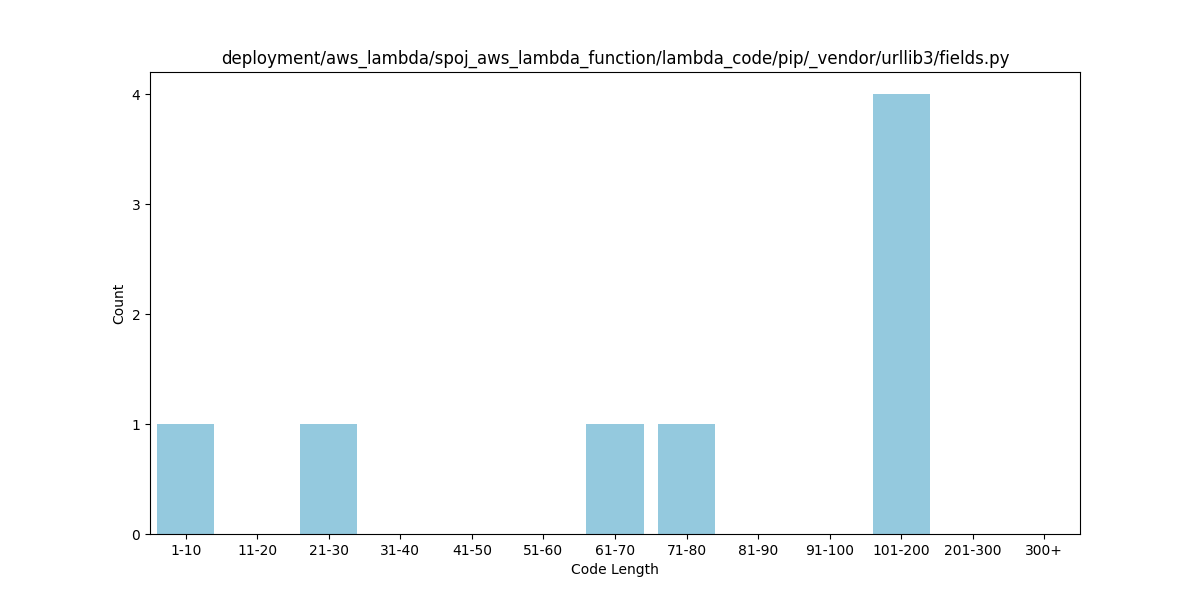 deployment/aws_lambda/spoj_aws_lambda_function/lambda_code/pip/_vendor/urllib3/fields.py
4
3
2
1
0
Count
1-10 11-20 21-30 31-40 41-50 51-60 61-70 71-80 81-90 91-100 101-200 201-300 300+
Code Length